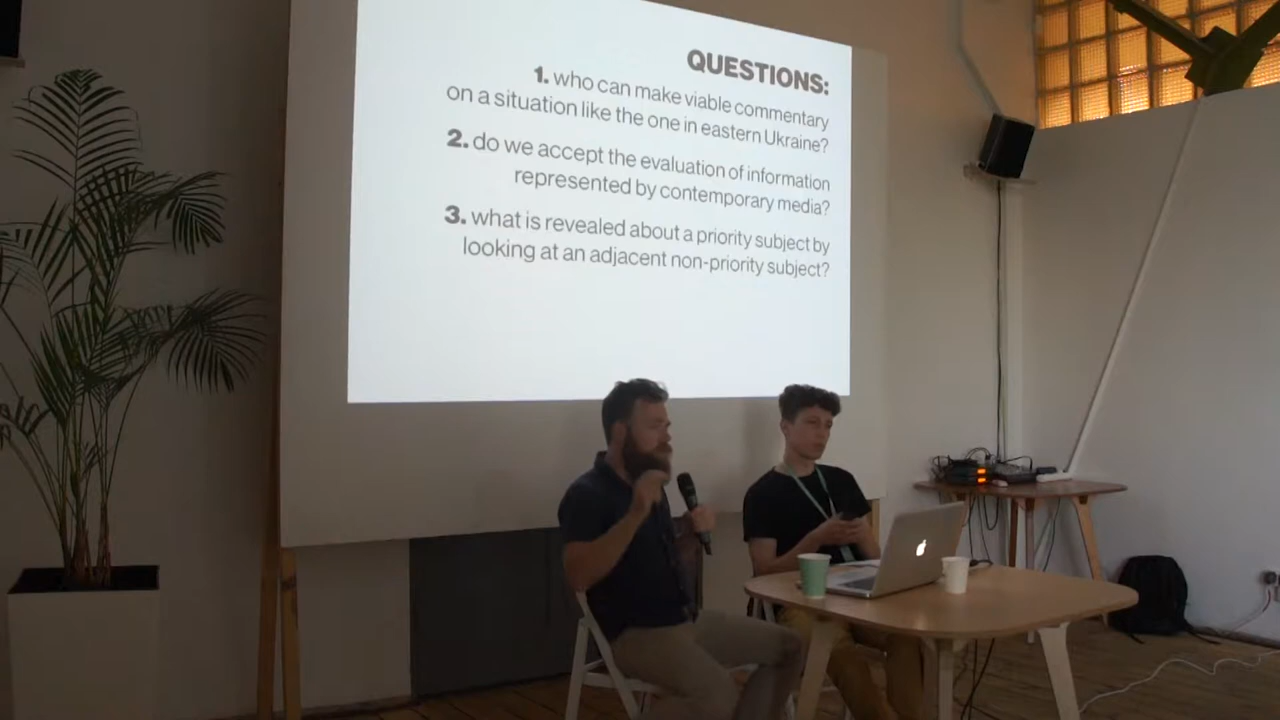 QUESTIONS:
1. who can make viable commentary
on a situation like the one in eastern Ukraine?
2. do we accept the evaluation of information
represented by contemporary media?
3. what is revealed about a priority subject by
looking at an adjacent non-priority subject?